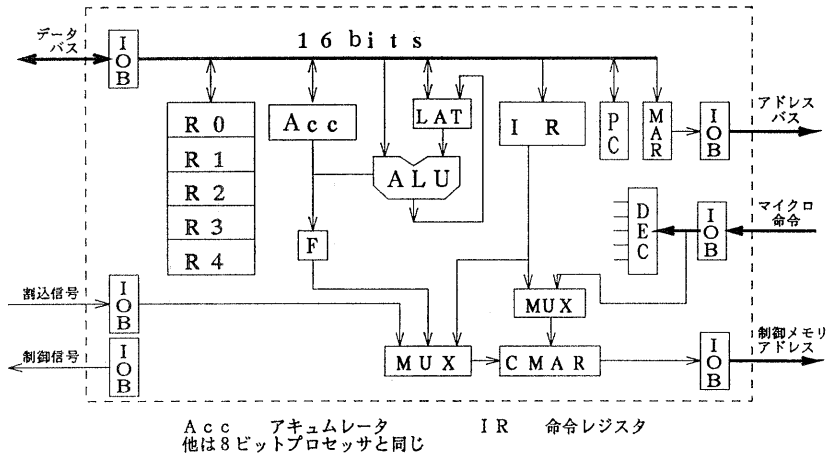 データ
バス
IOB
16bits
R0
R1
R2
R3
R4
Acc
LAT
ALU
IR
PC
MAR
IOB
アドレス
バス
F
DEC
IOB
マイクロ
命令
割込信号
IOB
MUX
制御信号
IOB
MUX
CMAR
IOB
制御メモリ
アドレス
Acc アキュムレータ IR 命令レジスタ
他は8ビットプロセッサと同じ